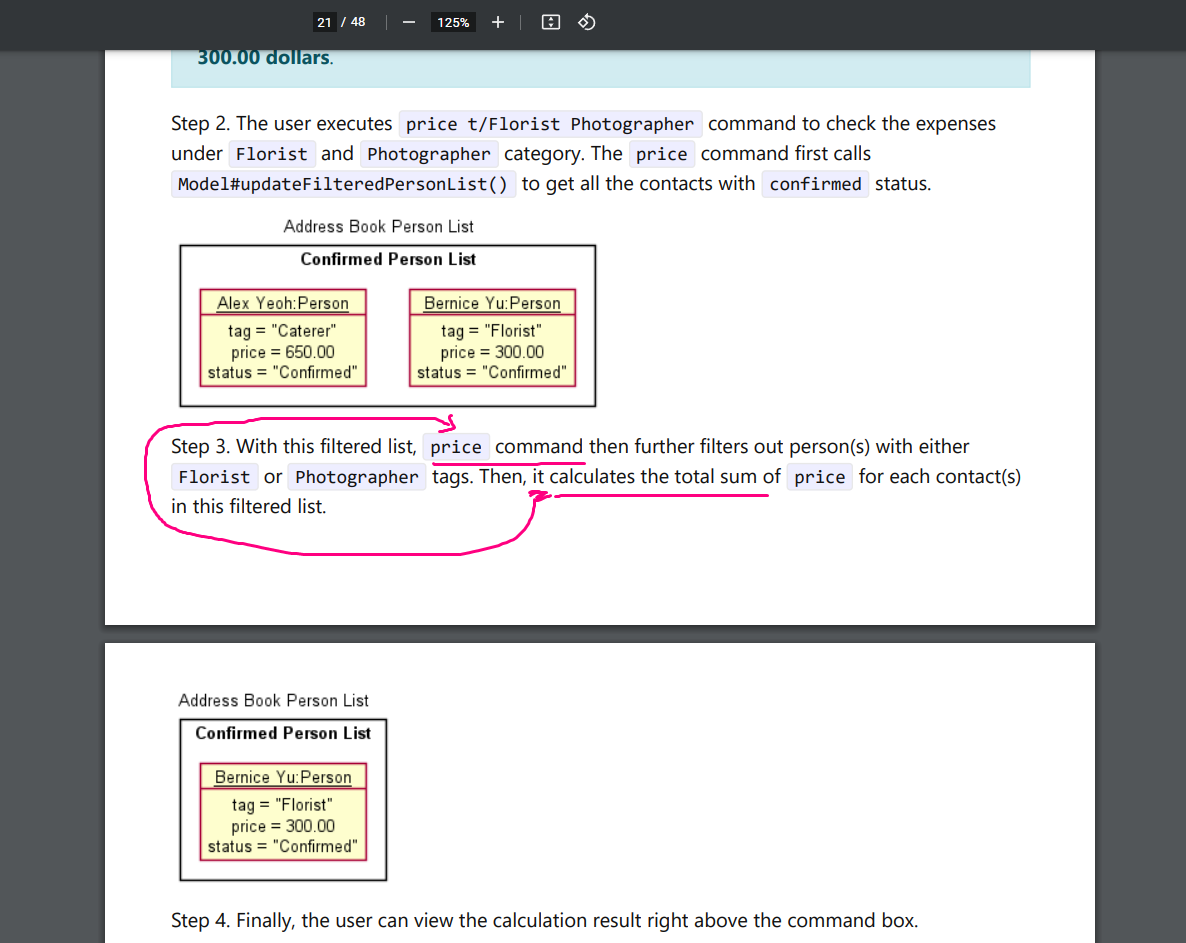 21 / 48 — 125% +
300.00 dollars.
Step 2. The user executes price t/Florist Photographer command to check the expenses
under Florist and Photographer category. The price command first calls
Model#updateFilteredPersonList() to get all the contacts with confirmed status.
Address Book Person List
Confirmed Person List
Alex Yeoh:Person
tag = "Caterer"
price = 650.00
status = "Confirmed"
Bernice Yu:Person
tag = "Florist"
price = 300.00
status = "Confirmed"
Step 3. With this filtered list, price command then further filters out person(s) with either
Florist or Photographer tags. Then, it calculates the total sum of price for each contact(s)
in this filtered list.
Address Book Person List
Confirmed Person List
Bernice Yu:Person
tag = "Florist"
price = 300.00
status = "Confirmed"
Step 4. Finally, the user can view the calculation result right above the command box.